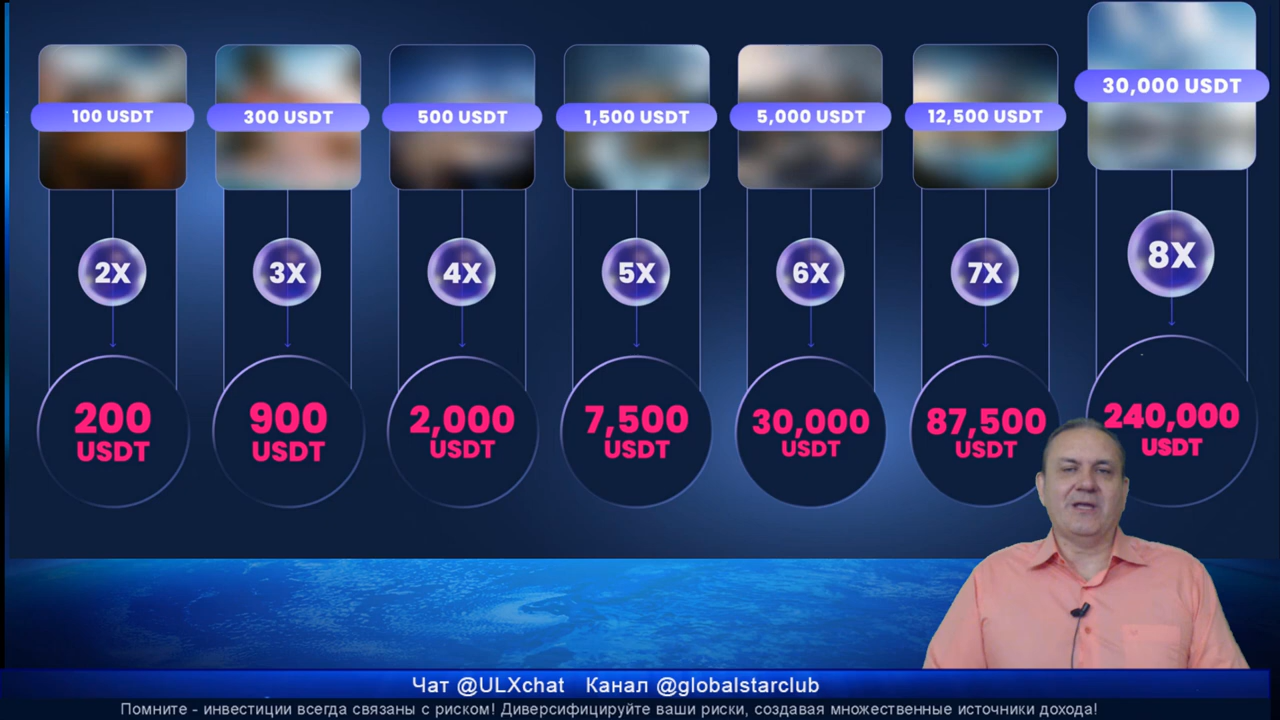 100 USDT
300 USDT
500 USDT
1,500 USDT
5,000 USDT
12,500 USDT
30,000 USDT
2X
3X
4X
5X
6X
7X
8X
200
USDT
900
USDT
2,000
USDT
7,500
USDT
30,000
USDT
87,500
USDT
240,000
USDT
Чат @ULXchat Канал @globalstarclub
Помните - инвестиции всегда связаны с риском! Диверсифицируйте ваши риски, создавая множественные источники дохода!